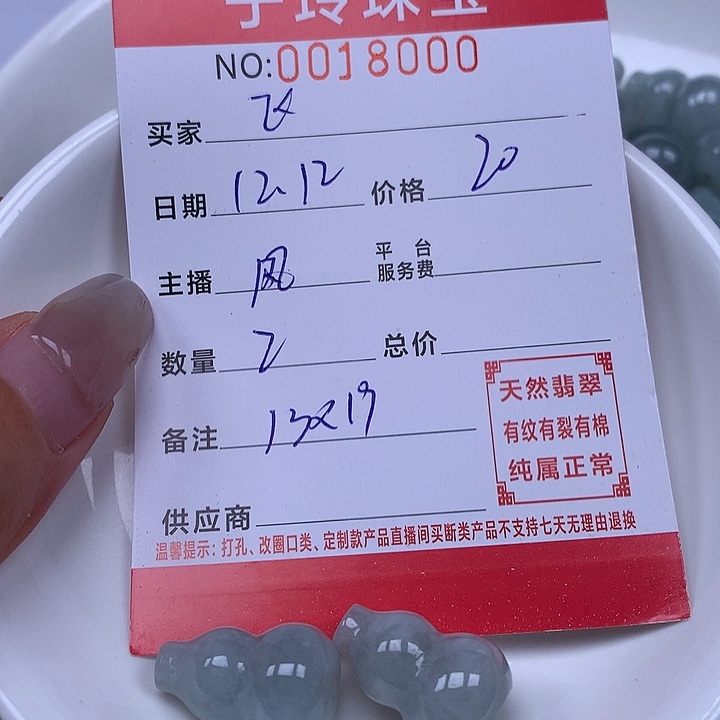 于玲珠宝
NO:0018000
买家 飞
日期 12.12 价格 20
主播 风 平台服务费
数量 2 总价
备注 13x19
供应商
天然翡翠
有纹有裂有棉
纯属正常
温馨提示：打孔、改圈口类、定制款产品直播间买断类产品不支持七天无理由退换